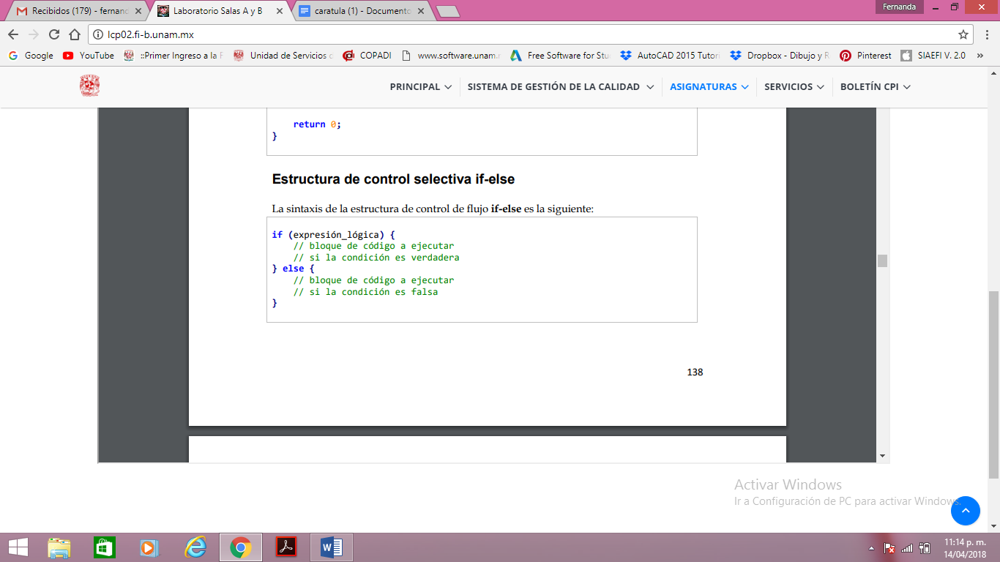 Recibidos (179) - fernand
Laboratorio Salas A y B
caratula (1) - Documento
Fernanda
lcp02.fi-b.unam.mx
Google
YouTube
::Primer Ingreso a la F
Unidad de Servicios
COPADI
www.software.unam.
Free Software for Stu
AutoCAD 2015 Tutori
Dropbox - Dibujo y R
Pinterest
SIAEFI V. 2.0
»
PRINCIPAL
SISTEMA DE GESTIÓN DE LA CALIDAD
ASIGNATURAS
SERVICIOS
BOLETÍN CPI
return 0;
}
Estructura de control selectiva if-else
La sintaxis de la estructura de control de flujo if-else es la siguiente:
if (expresión_lógica) {
// bloque de código a ejecutar
// si la condición es verdadera
} else {
// bloque de código a ejecutar
// si la condición es falsa
}
138
Activar Windows
Ir a Configuración de PC para activar Windows.
11:14 p. m.
14/04/2018